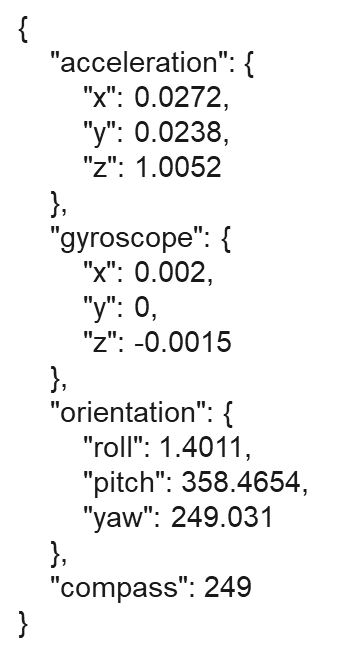 {
"acceleration": {
"x": 0.0272,
"y": 0.0238,
"z": 1.0052
},
"gyroscope": {
"x": 0.002,
"y": 0,
"z": -0.0015
},
"orientation": {
"roll": 1.4011,
"pitch": 358.4654,
"yaw": 249.031
},
"compass": 249
}